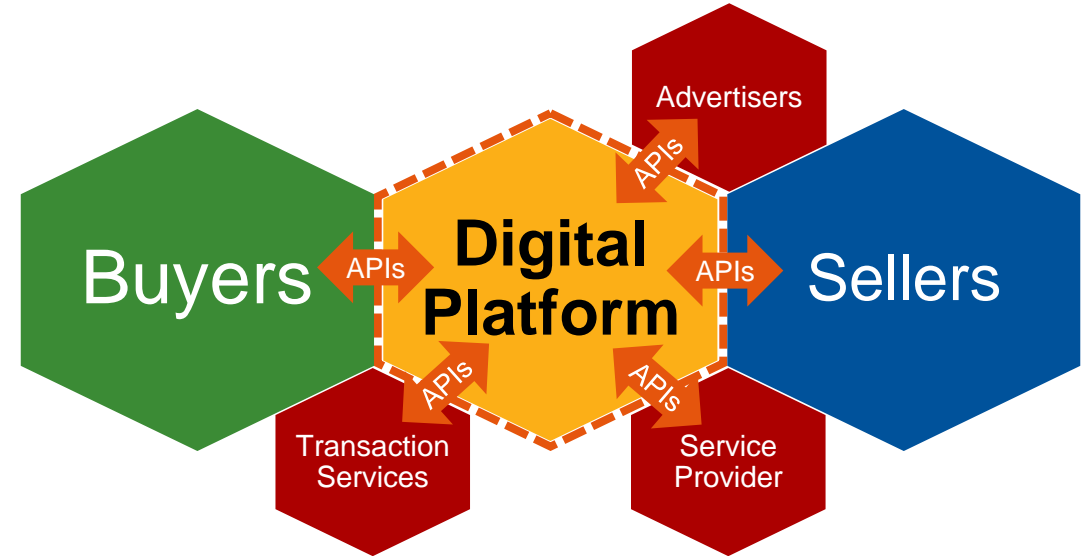 Advertisers
APIs
Buyers
APIs
Digital
Platform
APIs
Sellers
APIs
APIs
Transaction
Services
Service
Provider